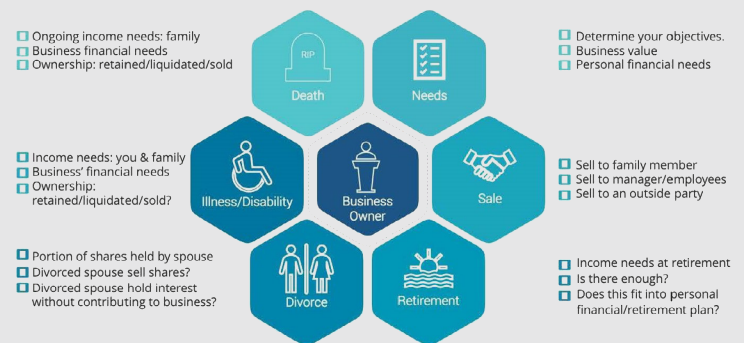 Ongoing income needs: family
Business financial needs
Ownership: retained/liquidated/sold
RIP
Death
Needs
Determine your objectives.
Business value
Personal financial needs
Income needs: you & family
Business' financial needs
Ownership:
retained/liquidated/sold?
Illness/Disability
Business
Owner
Sale
Sell to family member
Sell to manager/employees
Sell to an outside party
Portion of shares held by spouse
Divorced spouse sell shares?
Divorced spouse hold interest
without contributing to business?
Divorce
Retirement
Income needs at retirement
Is there enough?
Does this fit into personal
financial/retirement plan?